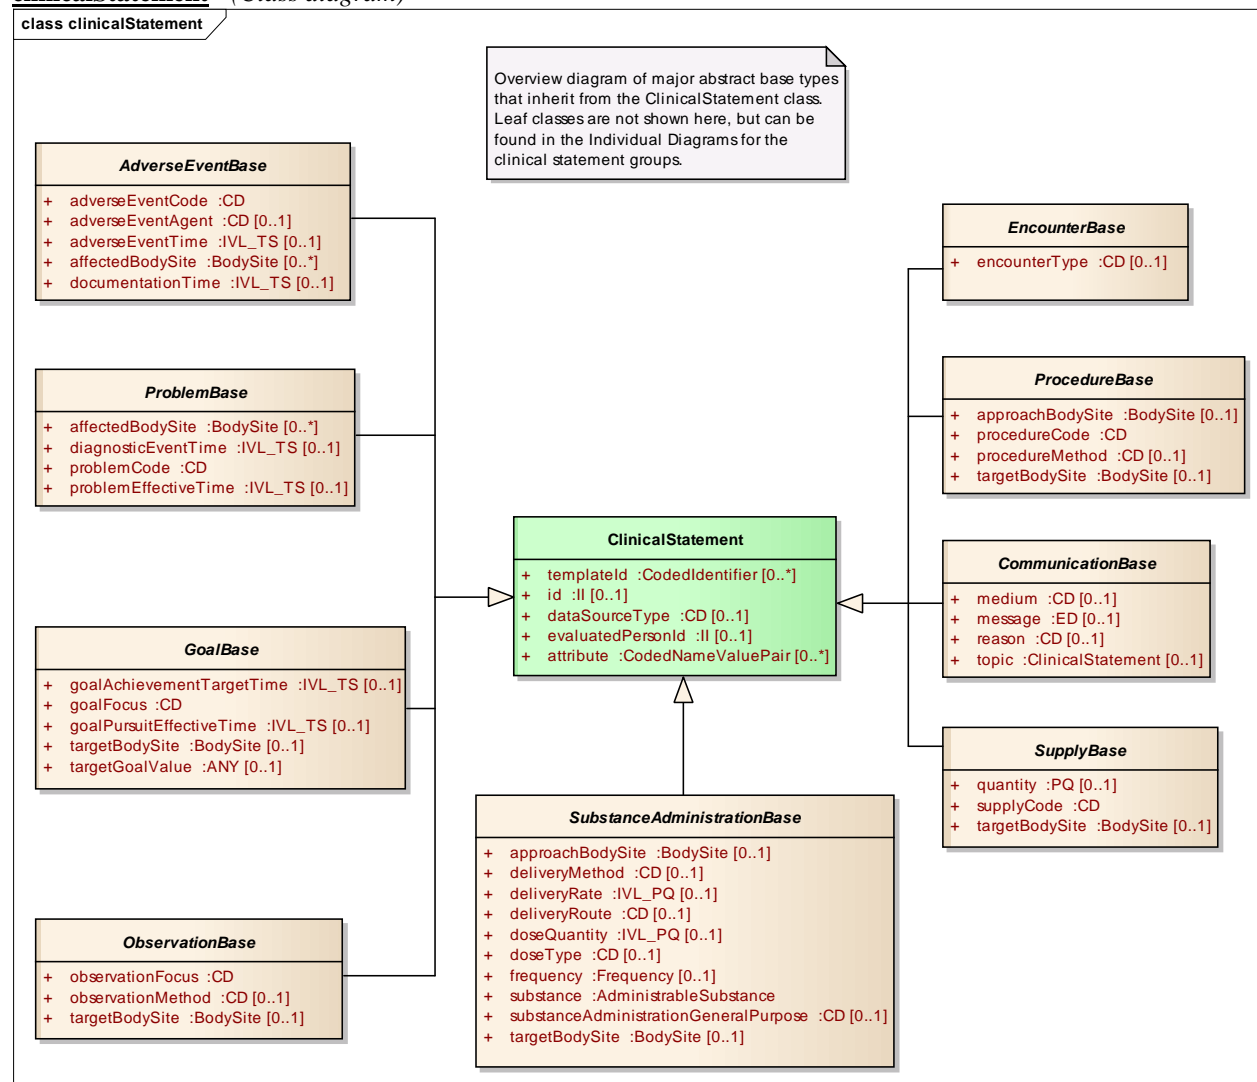 clinicalStatement - (Class diagram)
class clinicalStatement
Overview diagram of major abstract base types
that inherit from the ClinicalStatement class.
Leaf classes are not shown here, but can be
found in the Individual Diagrams for the
clinical statement groups.
AdverseEventBase
+ adverseEventCode :CD
+ adverseEventAgent :CD [0..1]
+ adverseEventTime :IVL_TS [0..1]
+ affectedBodySite :BodySite [0..*]
+ documentationTime :IVL_TS [0..1]
ProblemBase
+ affectedBodySite :BodySite [0..*]
+ diagnosticEventTime :IVL_TS [0..1]
+ problemCode :CD
+ problemEffectiveTime :IVL_TS [0..1]
GoalBase
+ goalAchievementTargetTime :IVL_TS [0..1]
+ goalFocus :CD
+ goalPursuitEffectiveTime :IVL_TS [0..1]
+ targetBodySite :BodySite [0..1]
+ targetGoalValue :ANY [0..1]
ObservationBase
+ observationFocus :CD
+ observationMethod :CD [0..1]
+ targetBodySite :BodySite [0..1]
ClinicalStatement
+ templateId :CodedIdentifier [0..*]
+ id :II [0..1]
+ dataSourceType :CD [0..1]
+ evaluatedPersonId :II [0..1]
+ attribute :CodedNameValuePair [0..*]
SubstanceAdministrationBase
+ approachBodySite :BodySite [0..1]
+ deliveryMethod :CD [0..1]
+ deliveryRate :IVL_PQ [0..1]
+ deliveryRoute :CD [0..1]
+ doseQuantity :IVL_PQ [0..1]
+ doseType :CD [0..1]
+ frequency :Frequency [0..1]
+ substance :AdministrableSubstance
+ substanceAdministrationGeneralPurpose :CD [0..1]
+ targetBodySite :BodySite [0..1]
EncounterBase
+ encounterType :CD [0..1]
ProcedureBase
+ approachBodySite :BodySite [0..1]
+ procedureCode :CD
+ procedureMethod :CD [0..1]
+ targetBodySite :BodySite [0..1]
CommunicationBase
+ medium :CD [0..1]
+ message :ED [0..1]
+ reason :CD [0..1]
+ topic :ClinicalStatement [0..1]
SupplyBase
+ quantity :PQ [0..1]
+ supplyCode :CD
+ targetBodySite :BodySite [0..1]